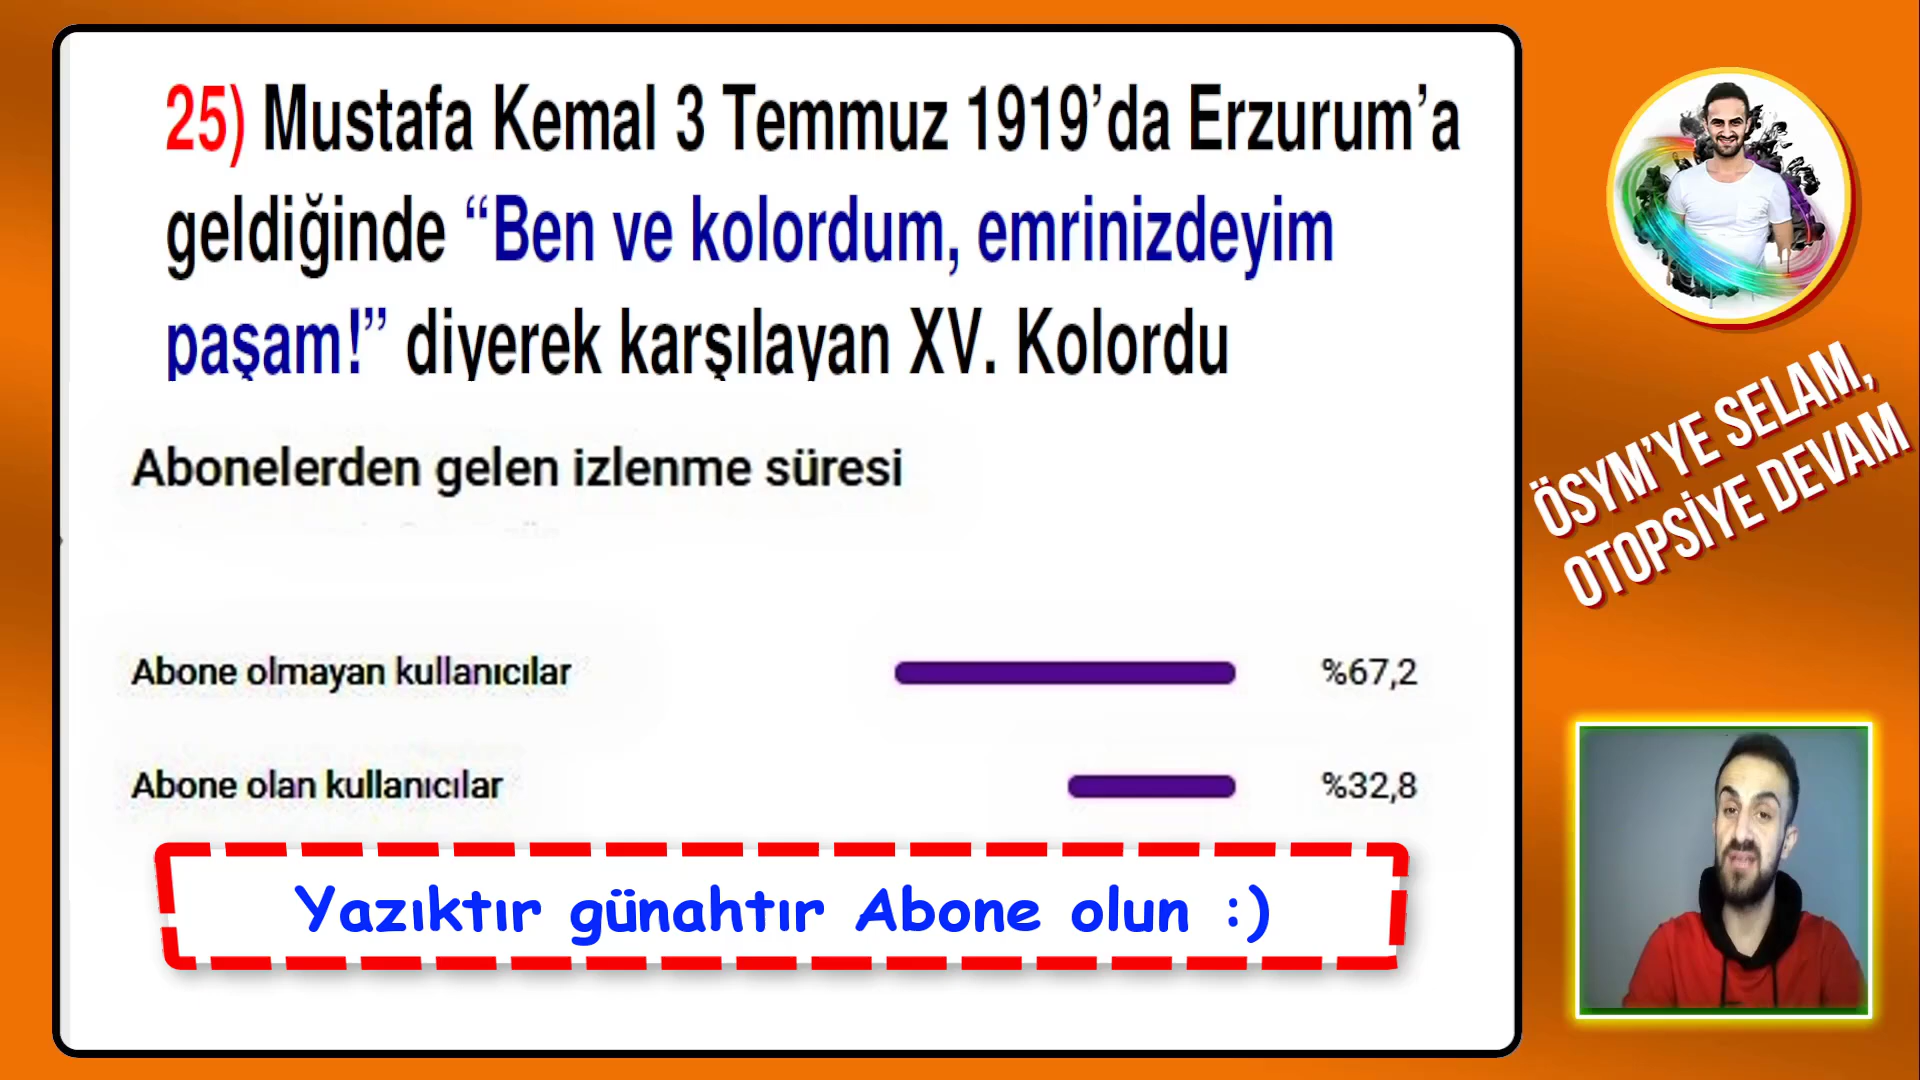 25) Mustafa Kemal 3 Temmuz 1919’da Erzurum’a
geldiğinde “Ben ve kolordum, emrinizdeyim
paşam!” diyerek karşılayan XV. Kolordu
Abonelerden gelen izlenme süresi
Abone olmayan kullanıcılar %67,2
Abone olan kullanıcılar %32,8
Yazıktır günahtır Abone olun :)
ÖSYM’YE SELAM,
OTOPSİYE DEVAM